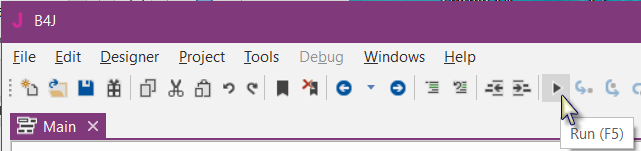 B4J
File Edit Designer Project Tools Debug Windows Help
Main
Run (F5)